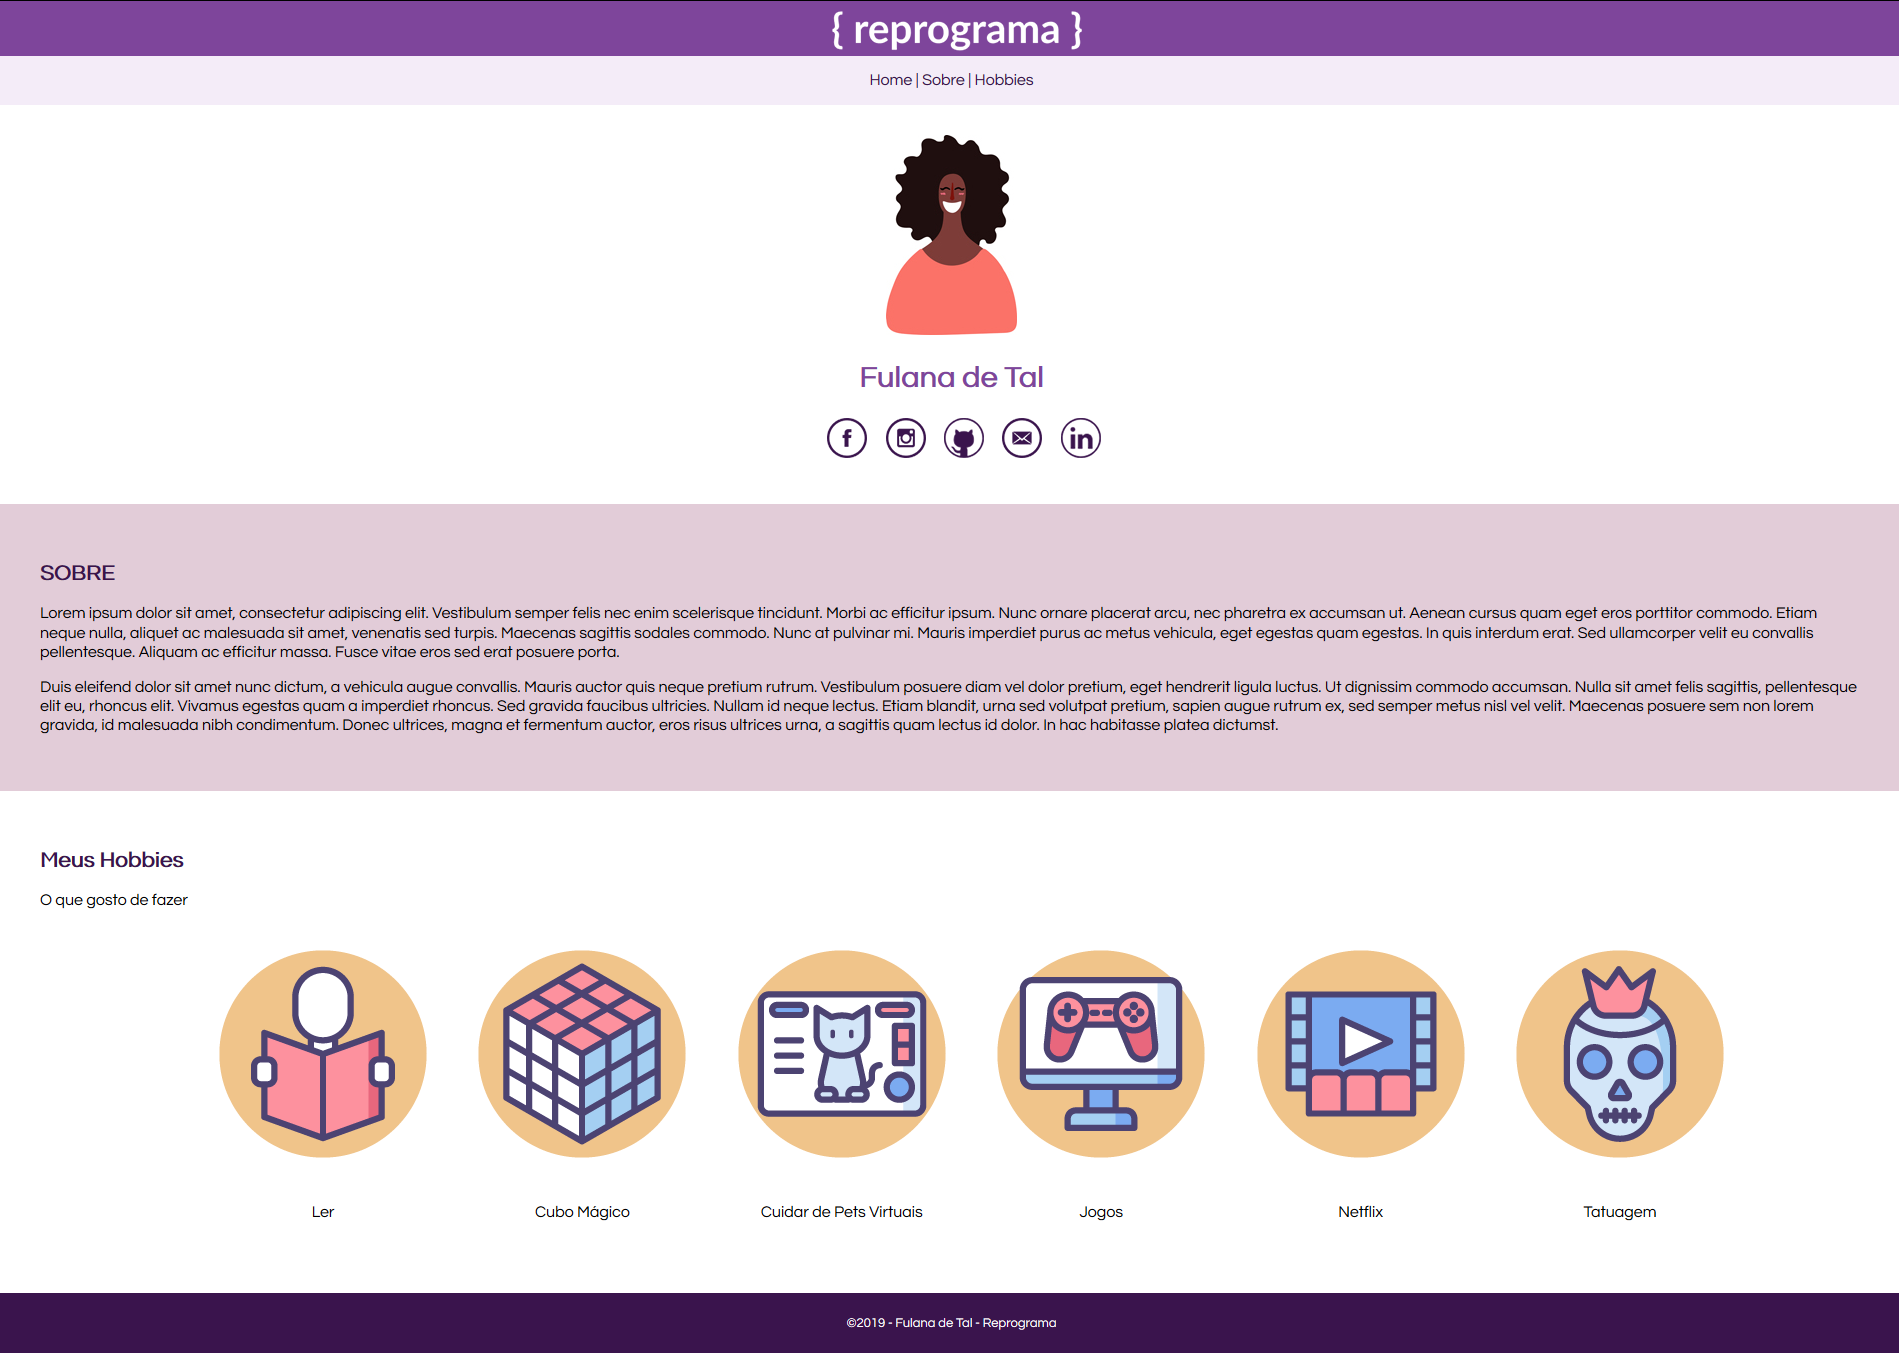 { reprograma }
Home | Sobre | Hobbies
Fulana de Tal
SOBRE
Lorem ipsum dolor sit amet, consectetur adipiscing elit. Vestibulum semper felis nec enim scelerisque tincidunt. Morbi ac efficitur ipsum. Nunc ornare placerat arcu, nec pharetra ex accumsan ut. Aenean cursus quam eget eros porttitor commodo. Etiam
neque nulla, aliquet ac malesuada sit amet, venenatis sed turpis. Maecenas sagittis sodales commodo. Nunc at pulvinar mi. Mauris imperdiet purus ac metus vehicula, eget egestas quam egestas. In quis interdum erat. Sed ullamcorper velit eu convallis
pellentesque. Aliquam ac efficitur massa. Fusce vitae eros sed erat posuere porta.
Duis eleifend dolor sit amet nunc dictum, a vehicula augue convallis. Mauris auctor quis neque pretium rutrum. Vestibulum posuere diam vel dolor pretium, eget hendrerit ligula luctus. Ut dignissim commodo accumsan. Nulla sit amet felis sagittis, pellentesque
elit eu, rhoncus elit. Vivamus egestas quam a imperdiet rhoncus. Sed gravida faucibus ultricies. Nullam id neque lectus. Etiam blandit, urna sed volutpat pretium, sapien augue rutrum ex, sed semper metus nisl vel velit. Maecenas posuere sem non lorem
gravida, id malesuada nibh condimentum. Donec ultrices, magna et fermentum auctor, eros risus ultrices urna, a sagittis quam lectus id dolor. In hac habitasse platea dictumst.
Meus Hobbies
O que gosto de fazer
Ler
Cubo Mágico
Cuidar de Pets Virtuais
Jogos
Netflix
Tatuagem
©2019 - Fulana de Tal - Reprograma